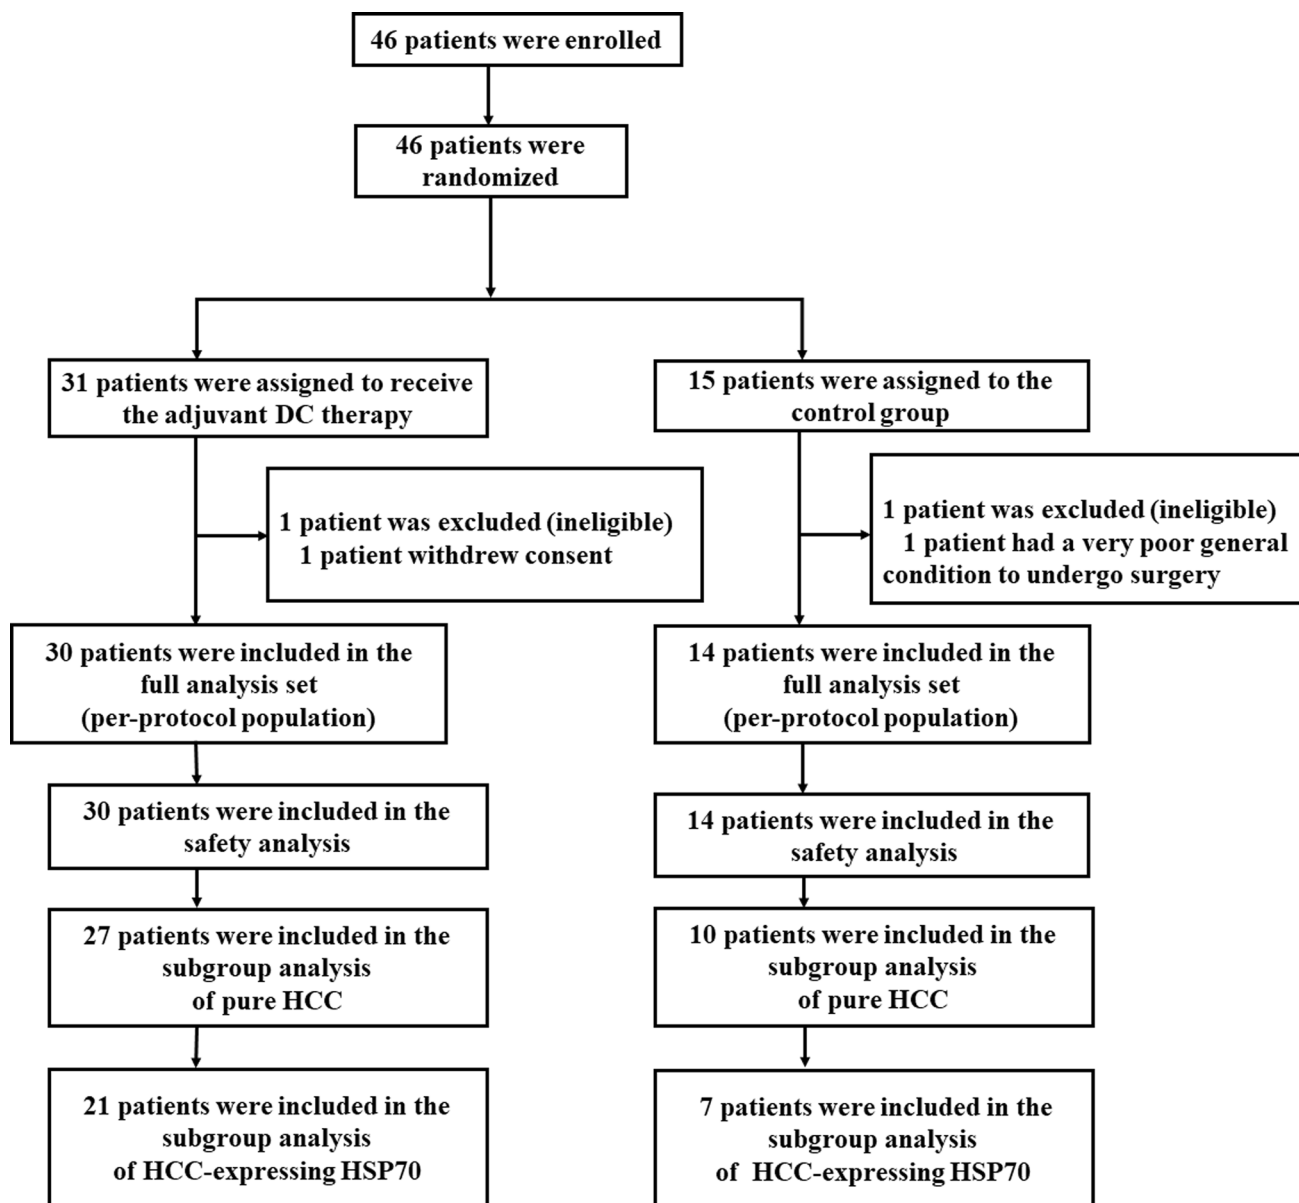 46 patients were enrolled
46 patients were
randomized
31 patients were assigned to receive
the adjuvant DC therapy
15 patients were assigned to the
control group
1 patient was excluded (ineligible)
1 patient withdrew consent
1 patient was excluded (ineligible)
1 patient had a very poor general
condition to undergo surgery
30 patients were included in the
full analysis set
(per-protocol population)
14 patients were included in the
full analysis set
(per-protocol population)
30 patients were included in the
safety analysis
14 patients were included in the
safety analysis
27 patients were included in the
subgroup analysis
of pure HCC
10 patients were included in the
subgroup analysis
of pure HCC
21 patients were included in the
subgroup analysis
of HCC-expressing HSP70
7 patients were included in the
subgroup analysis
of HCC-expressing HSP70